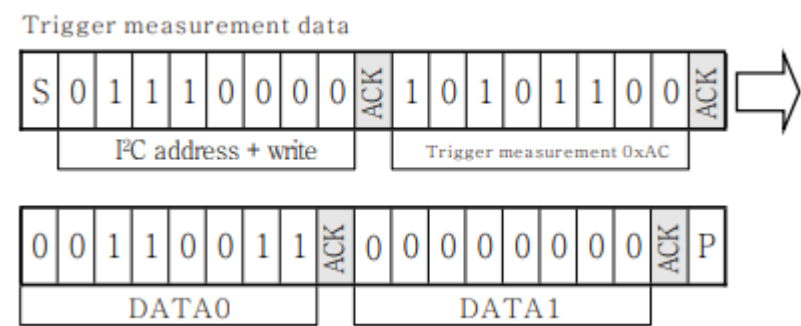 Trigger measurement data
S 0 1 1 1 0 0 0 0 ACK 1 0 1 0 1 1 0 0 ACK
I²C address + write Trigger measurement 0xAC
0 0 1 1 0 0 1 1 ACK 0 0 0 0 0 0 0 0 ACK P
DATA0 DATA1